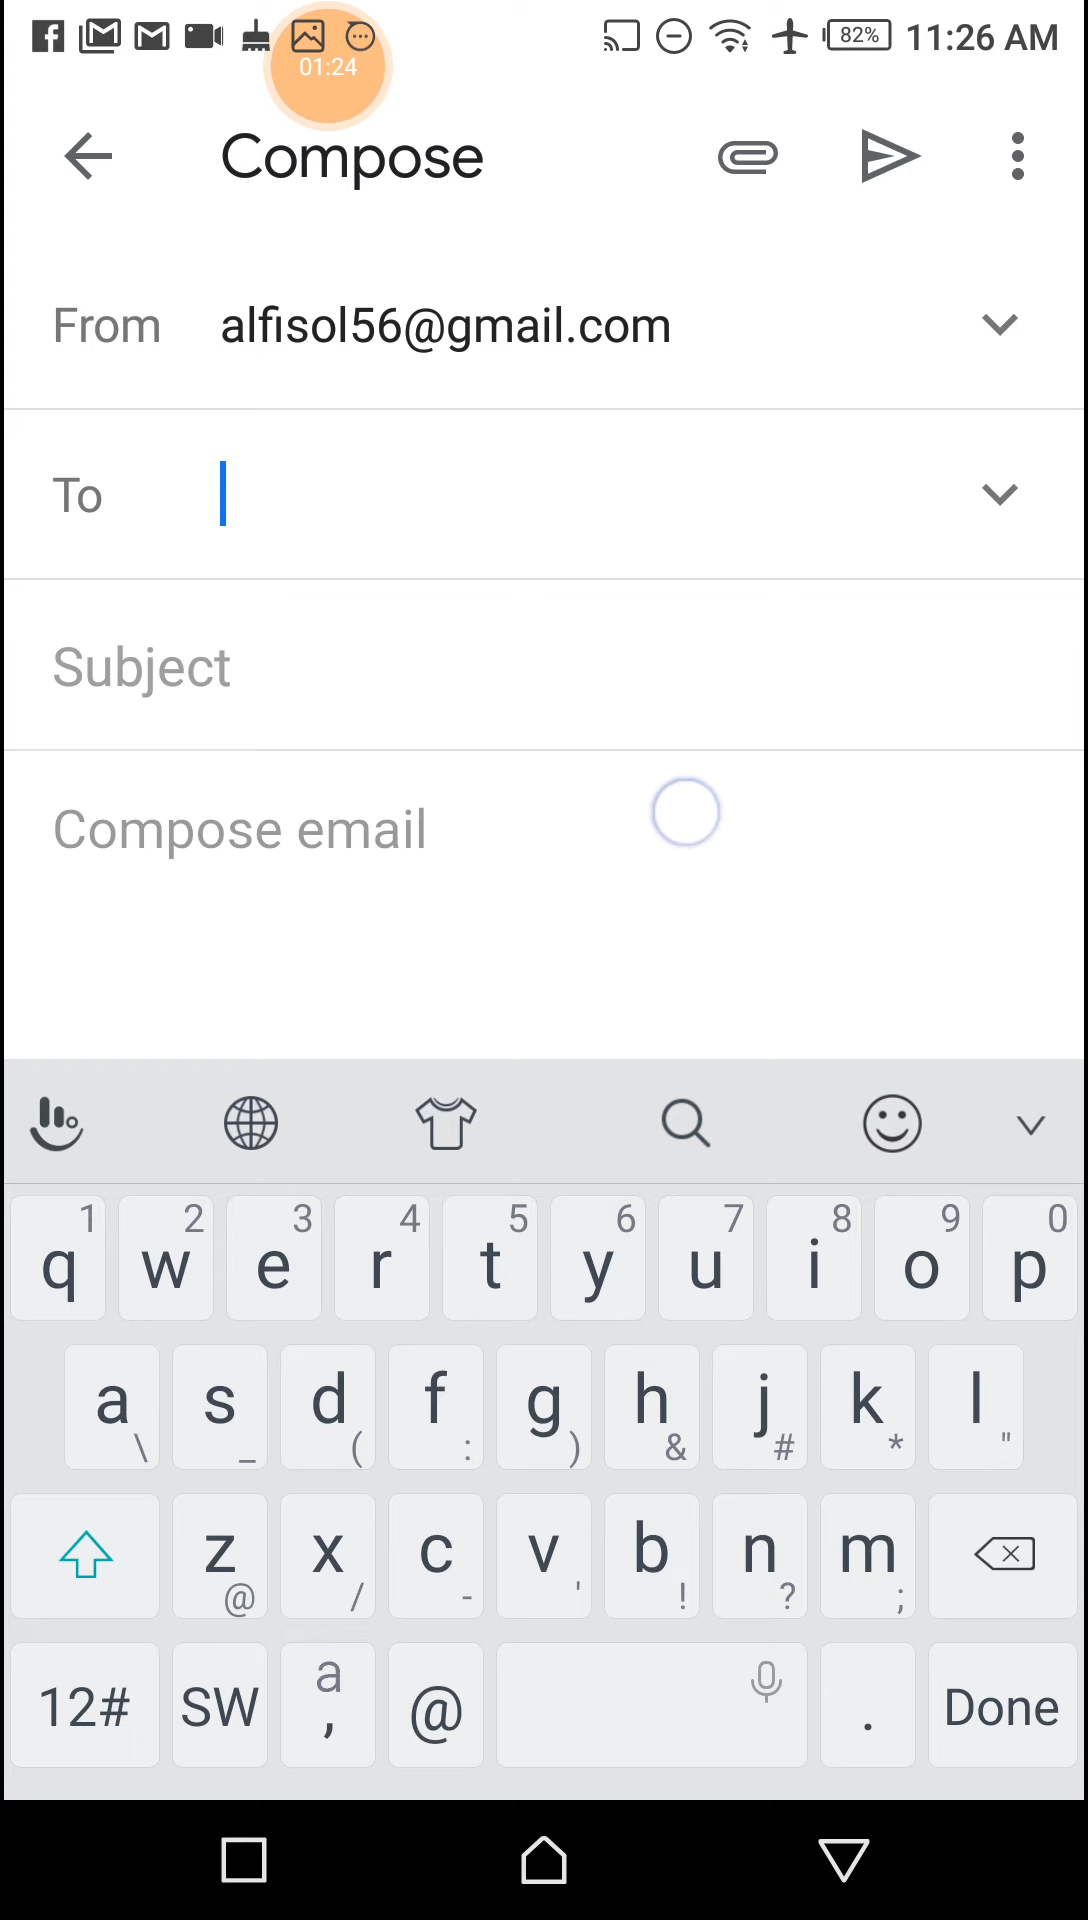 82% 11:26 AM
01:24
Compose
From alfisol56@gmail.com
To
Subject
Compose email
1 2 3 4 5 6 7 8 9 0
q w e r t y u i o p
a s d f g h j k l
\ _ ( : ) & # * "
z x c v b n m
@ / - ' ! ? ;
12# SW a , @ . Done